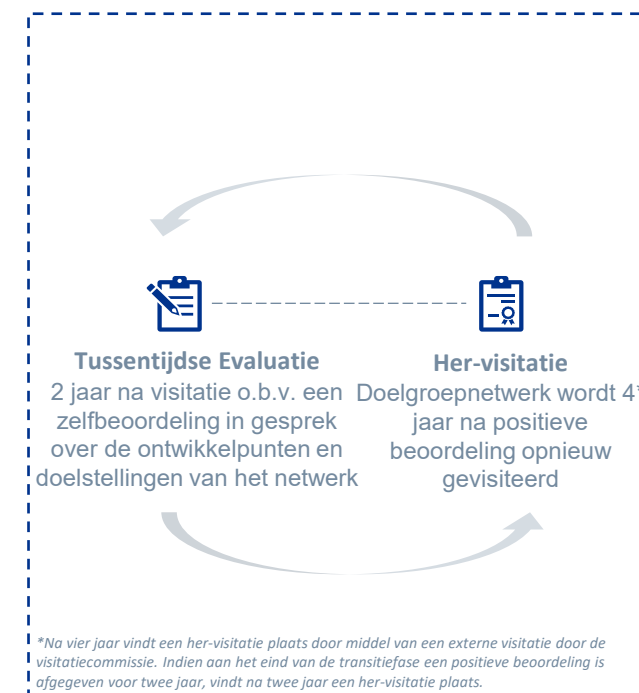 Tussentijdse Evaluatie
2 jaar na visitatie o.b.v. een
zelfbeoordeling in gesprek
over de ontwikkelpunten en
doelstellingen van het netwerk
Her-visitatie
Doelgroepnetwerk wordt 4*
jaar na positieve
beoordeling opnieuw
gevisiteerd
*Na vier jaar vindt een her-visitatie plaats door middel van een externe visitatie door de
visitatiecommissie. Indien aan het eind van de transitiefase een positieve beoordeling is
afgegeven voor twee jaar, vindt na twee jaar een her-visitatie plaats.